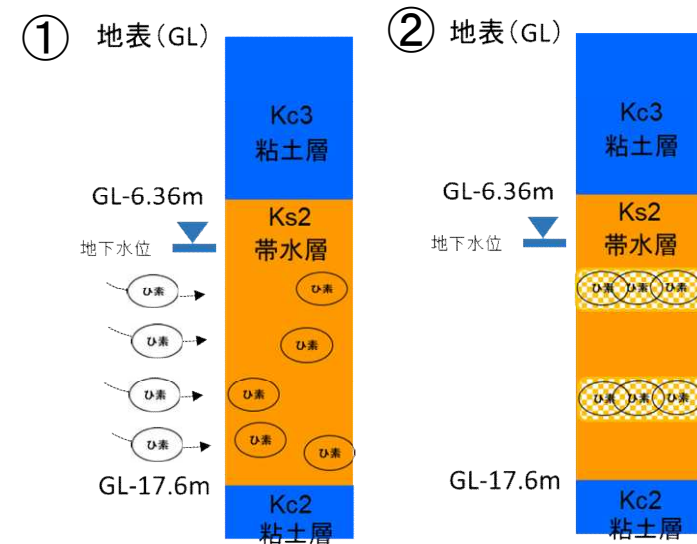 ① 地表(GL)
Kc3
粘土層
GL-6.36m
Ks2
地下水位
帯水層
ひ素
ひ素
ひ素
ひ素
ひ素
ひ素
ひ素
ひ素
ひ素
GL-17.6m
Kc2
粘土層
② 地表(GL)
Kc3
粘土層
GL-6.36m
Ks2
地下水位
帯水層
ひ素 ひ素 ひ素
ひ素 ひ素 ひ素
GL-17.6m
Kc2
粘土層